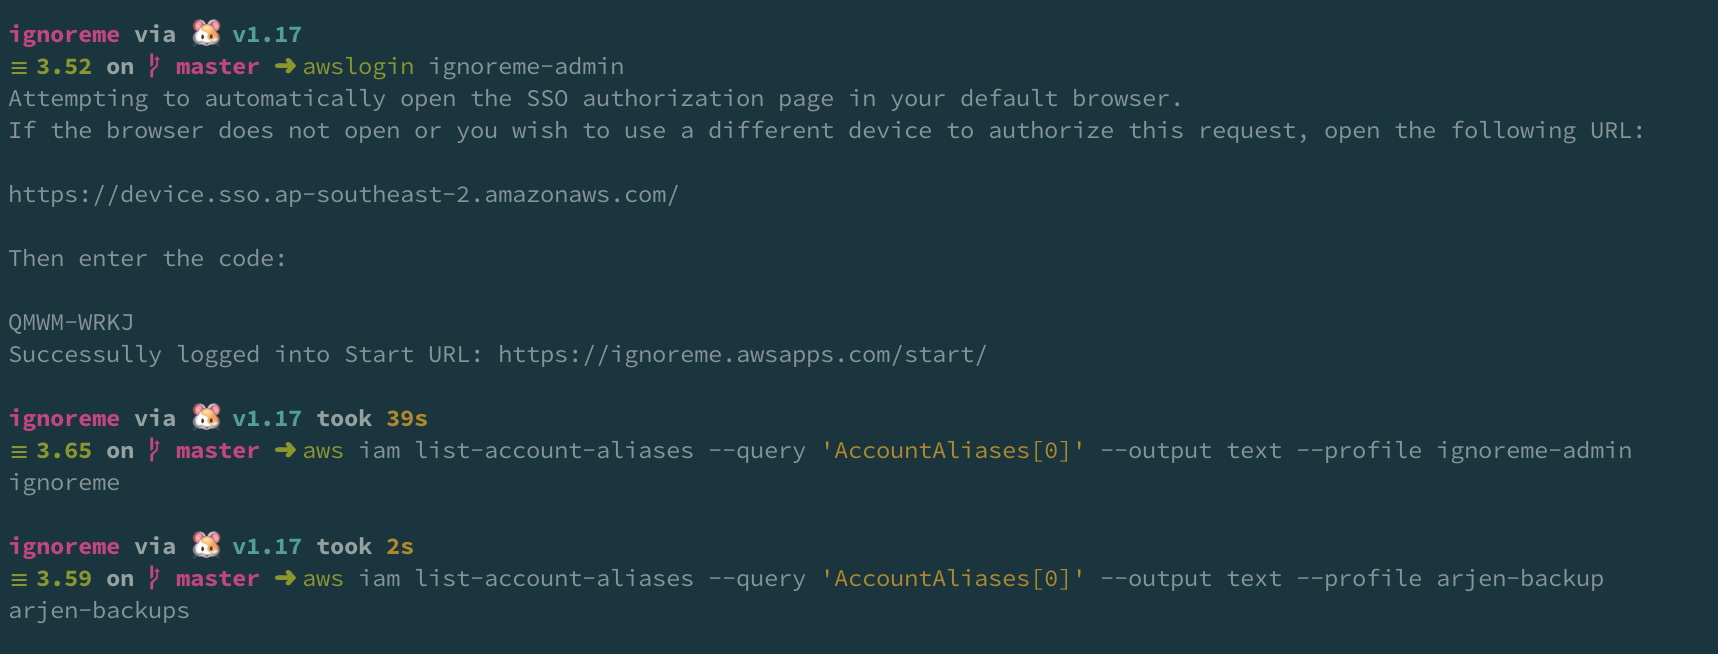 ignoreme via 🐹 v1.17
≡ 3.52 on master ➜ awslogin ignoreme-admin
Attempting to automatically open the SSO authorization page in your default browser.
If the browser does not open or you wish to use a different device to authorize this request, open the following URL:
https://device.sso.ap-southeast-2.amazonaws.com/
Then enter the code:
QMWM-WRKJ
Successully logged into Start URL: https://ignoreme.awsapps.com/start/
ignoreme via 🐹 v1.17 took 39s
≡ 3.65 on master ➜ aws iam list-account-aliases --query 'AccountAliases[0]' --output text --profile ignoreme-admin
ignoreme
ignoreme via 🐹 v1.17 took 2s
≡ 3.59 on master ➜ aws iam list-account-aliases --query 'AccountAliases[0]' --output text --profile arjen-backup
arjen-backups